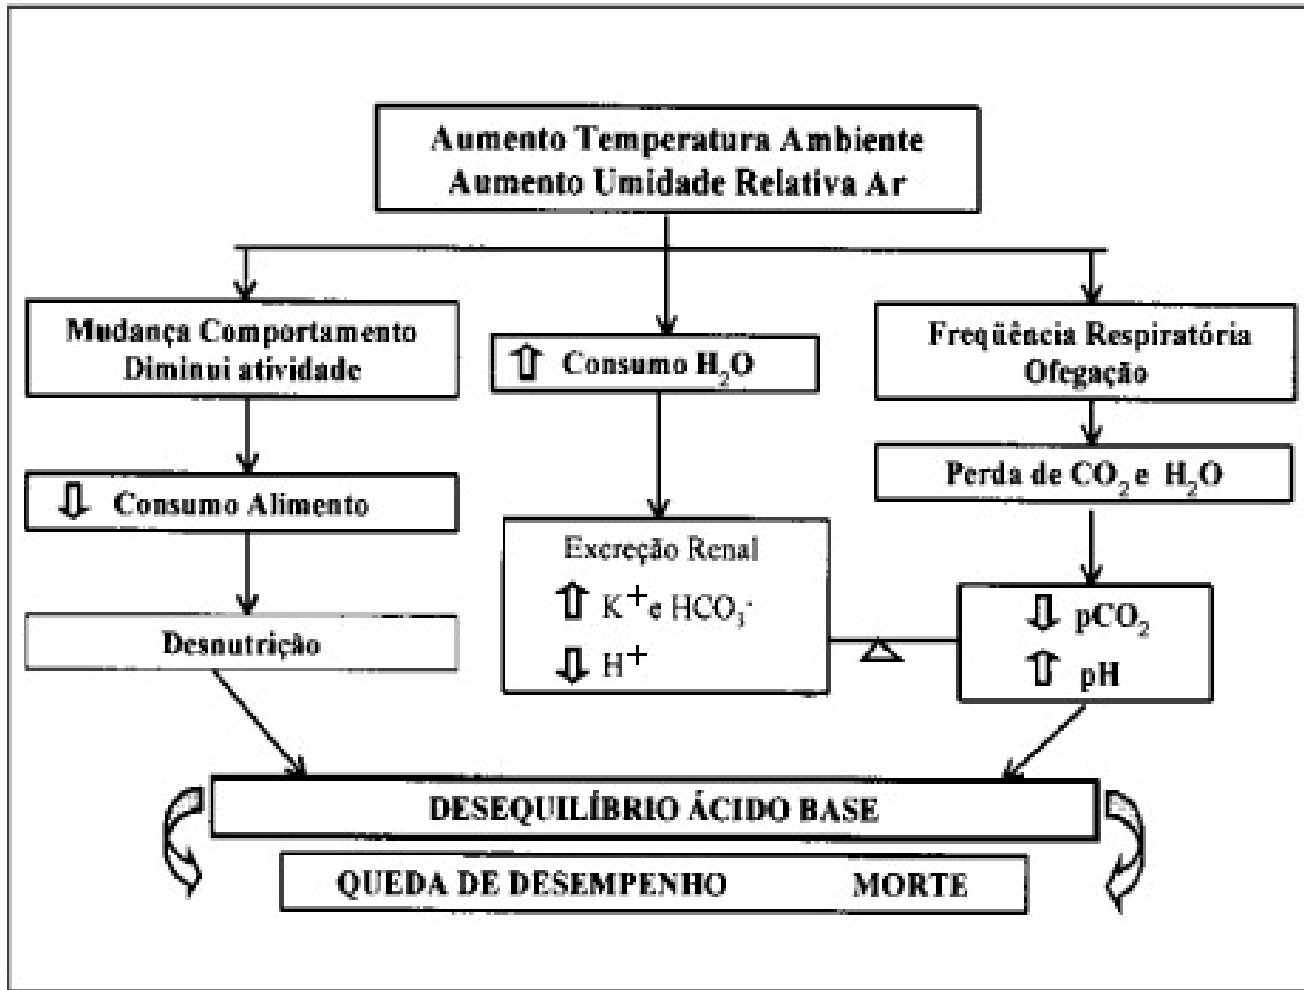 Aumento Temperatura Ambiente
Aumento Umidade Relativa Ar
Mudança Comportamento
Diminui atividade
⇧ Consumo H₂O
Freqüência Respiratória
Ofegação
⇩ Consumo Alimento
Perda de CO₂ e H₂O
Excreção Renal
⇧ K⁺ e HCO₃⁻
⇩ H⁺
⇩ pCO₂
⇧ pH
Desnutrição
DESEQUILÍBRIO ÁCIDO BASE
QUEDA DE DESEMPENHO MORTE